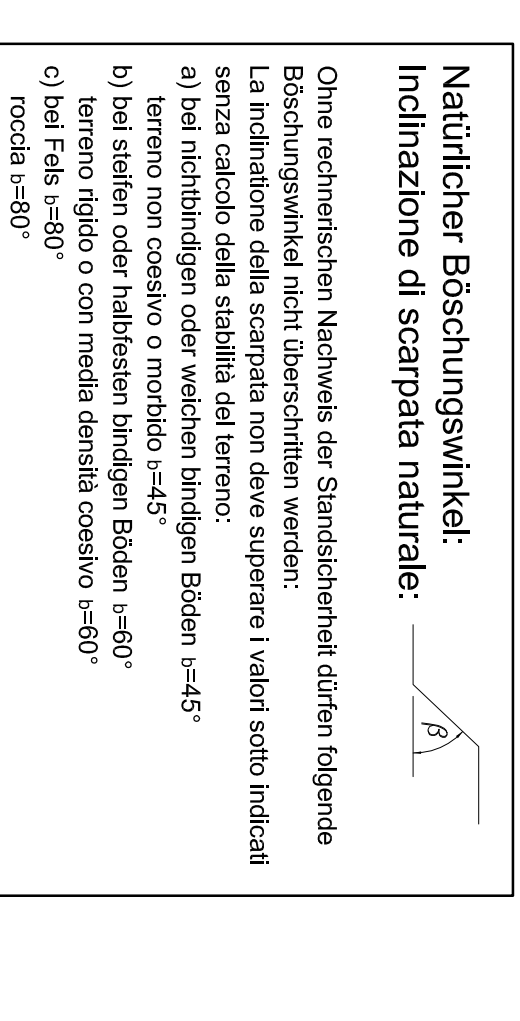 Natürlicher Böschungswinkel:
Inclinazione di scarpata naturale:
β
Ohne rechnerischen Nachweis der Standsicherheit dürfen folgende
Böschungswinkel nicht überschritten werden:
La inclinatione della scarpata non deve superare i valori sotto indicati
senza calcolo della stabilità del terreno:
a) bei nichtbindigen oder weichen bindigen Böden b=45°
terreno non coesivo o morbido b=45°
b) bei steifen oder halbfesten bindigen Böden b=60°
terreno rigido o con media densità coesivo b=60°
c) bei Fels b=80°
roccia b=80°